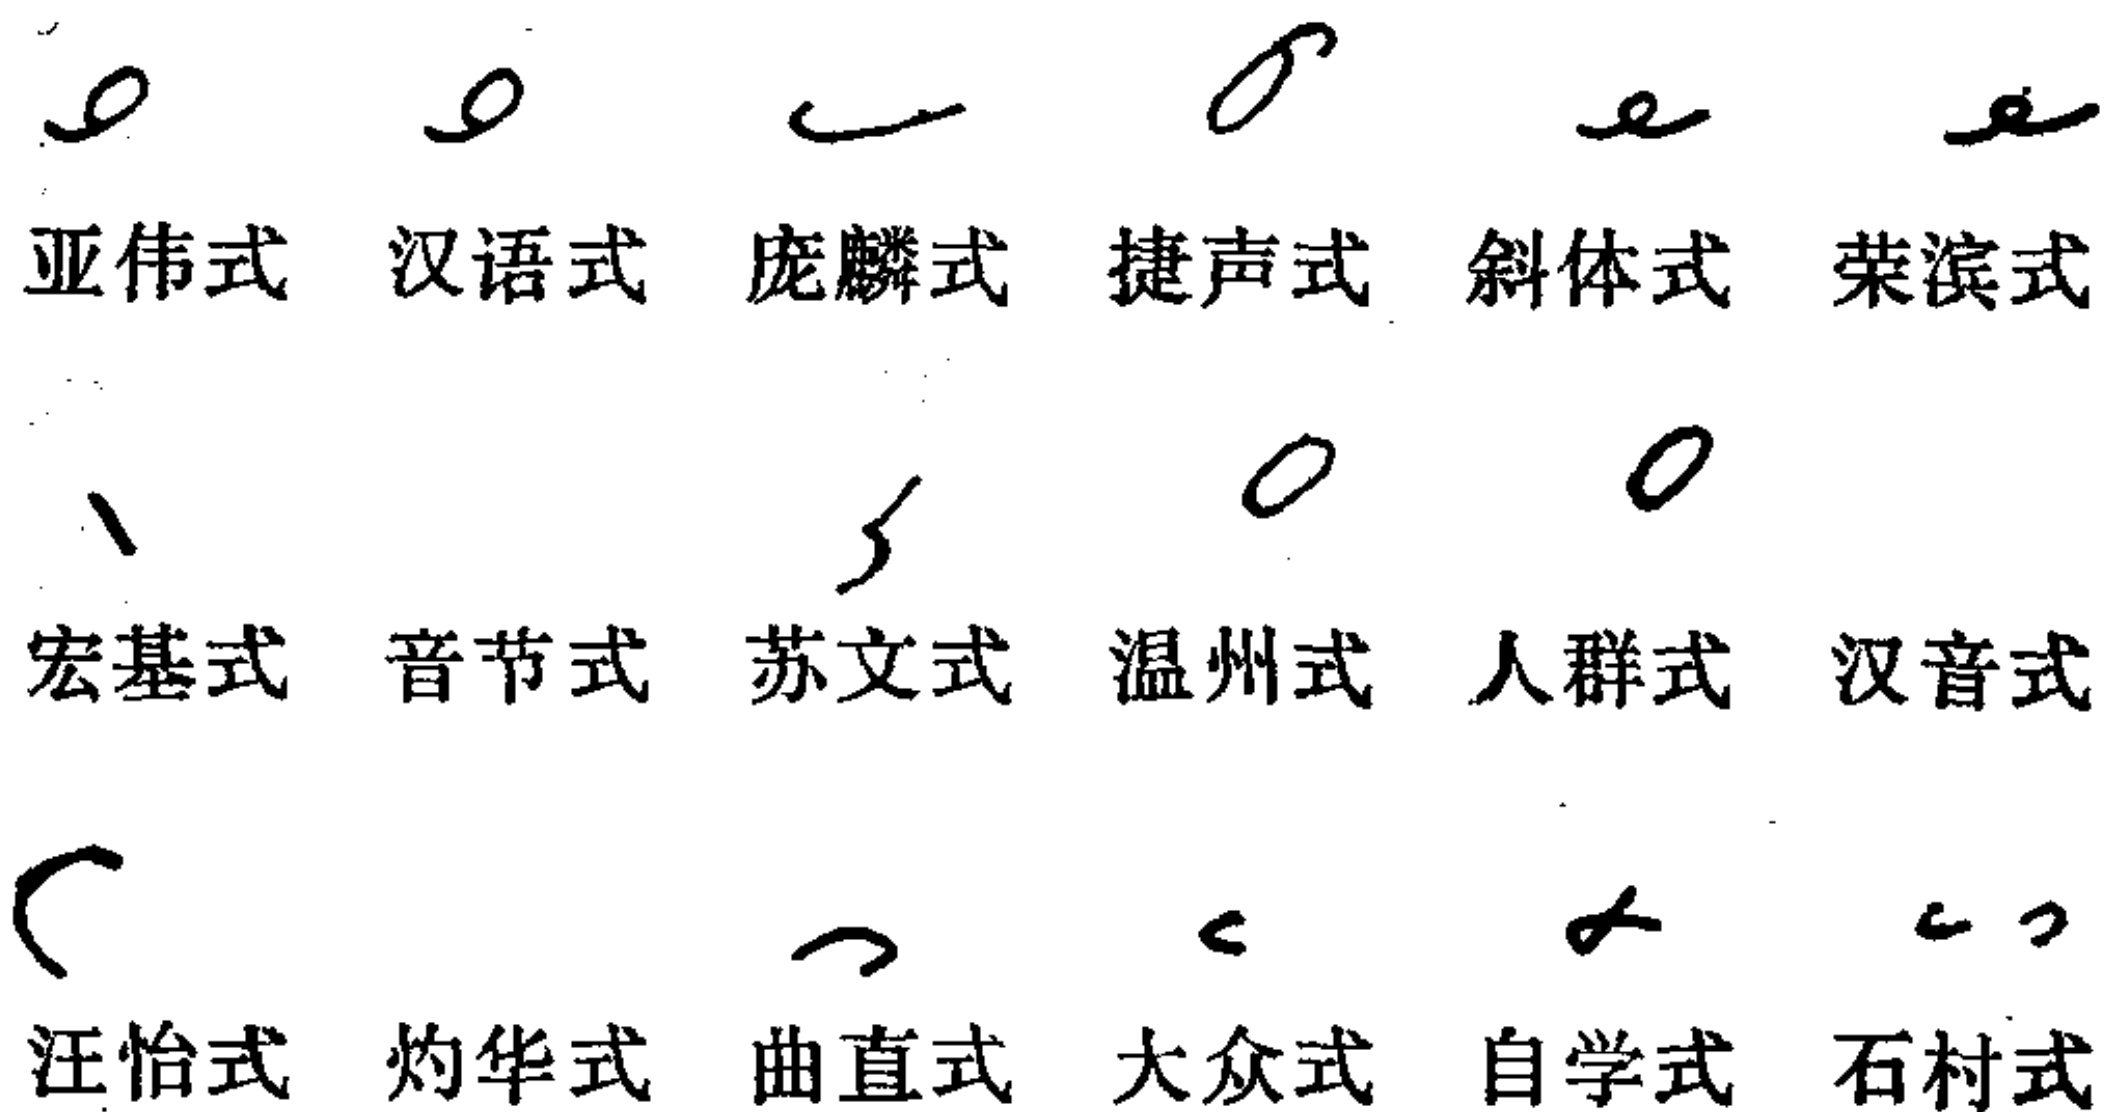 亚伟式 汉语式 庞麟式 捷声式 斜体式 荣滨式
宏基式 音节式 苏文式 温州式 人群式 汉音式
汪怡式 灼华式 曲直式 大众式 自学式 石村式